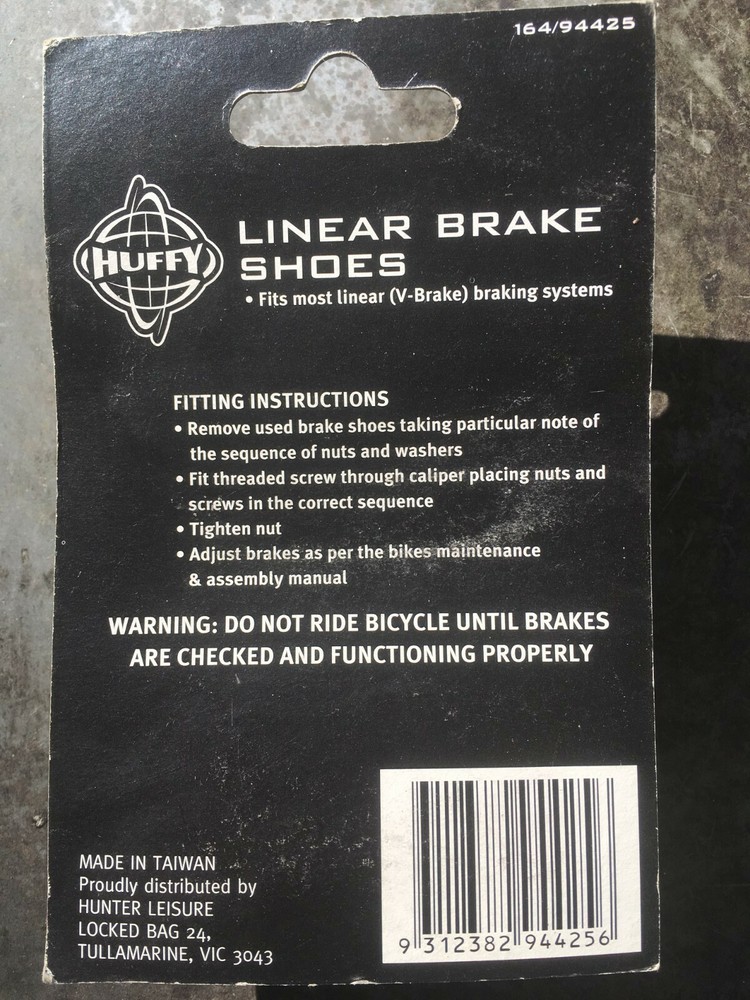 164/94425
HUFFY
LINEAR BRAKE
SHOES
• Fits most linear (V-Brake) braking systems
FITTING INSTRUCTIONS
• Remove used brake shoes taking particular note of
the sequence of nuts and washers
• Fit threaded screw through caliper placing nuts and
screws in the correct sequence
• Tighten nut
• Adjust brakes as per the bikes maintenance
& assembly manual
WARNING: DO NOT RIDE BICYCLE UNTIL BRAKES
ARE CHECKED AND FUNCTIONING PROPERLY
MADE IN TAIWAN
Proudly distributed by
HUNTER LEISURE
LOCKED BAG 24,
TULLAMARINE, VIC 3043
9 312382 944256